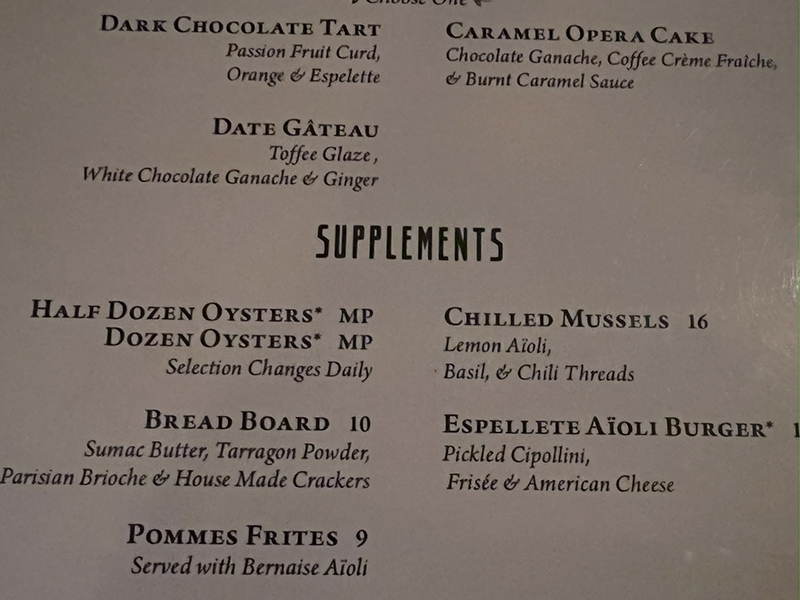 Choose One
DARK CHOCOLATE TART
Passion Fruit Curd,
Orange & Espelette
CARAMEL OPERA CAKE
Chocolate Ganache, Coffee Crème Fraîche,
& Burnt Caramel Sauce
DATE GÂTEAU
Toffee Glaze,
White Chocolate Ganache & Ginger
SUPPLEMENTS
HALF DOZEN OYSTERS* MP
DOZEN OYSTERS* MP
Selection Changes Daily
CHILLED MUSSELS 16
Lemon Aïoli,
Basil, & Chili Threads
BREAD BOARD 10
Sumac Butter, Tarragon Powder,
Parisian Brioche & House Made Crackers
ESPELLETE AÏOLI BURGER*
Pickled Cipollini,
Frisée & American Cheese
POMMES FRITES 9
Served with Bernaise Aïoli